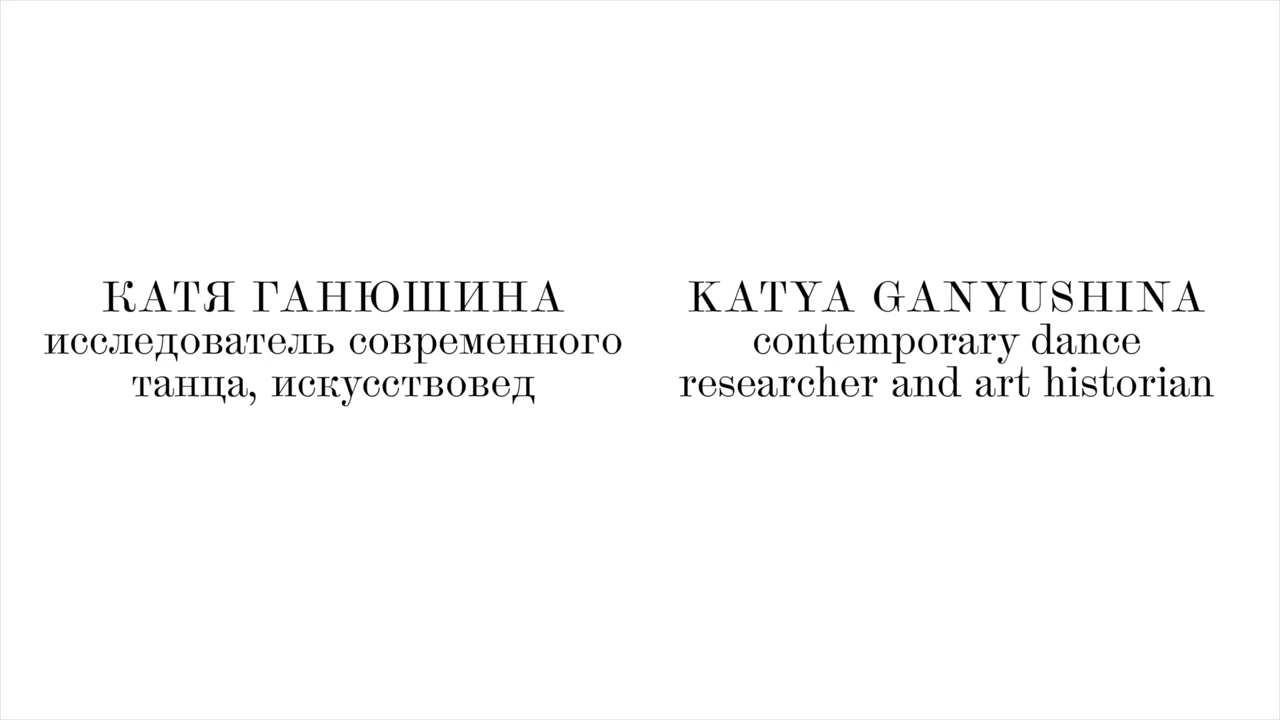 КАТЯ ГАНЮШИНА
исследователь современного
танца, искусствовед
KATYA GANYUSHINA
contemporary dance
researcher and art historian